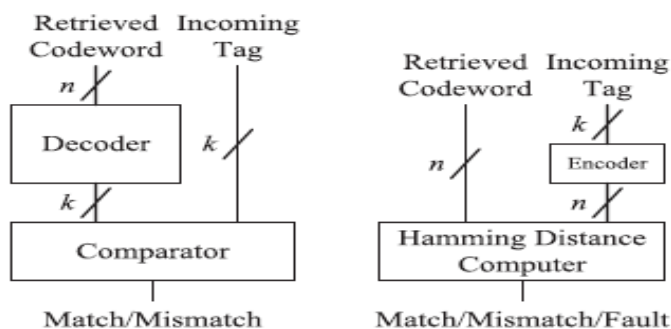 Retrieved Incoming
Codeword Tag
n
Decoder
k
k
Comparator
Match/Mismatch
Retrieved Incoming
Codeword Tag
k
n
Encoder
n
Hamming Distance
Computer
Match/Mismatch/Fault